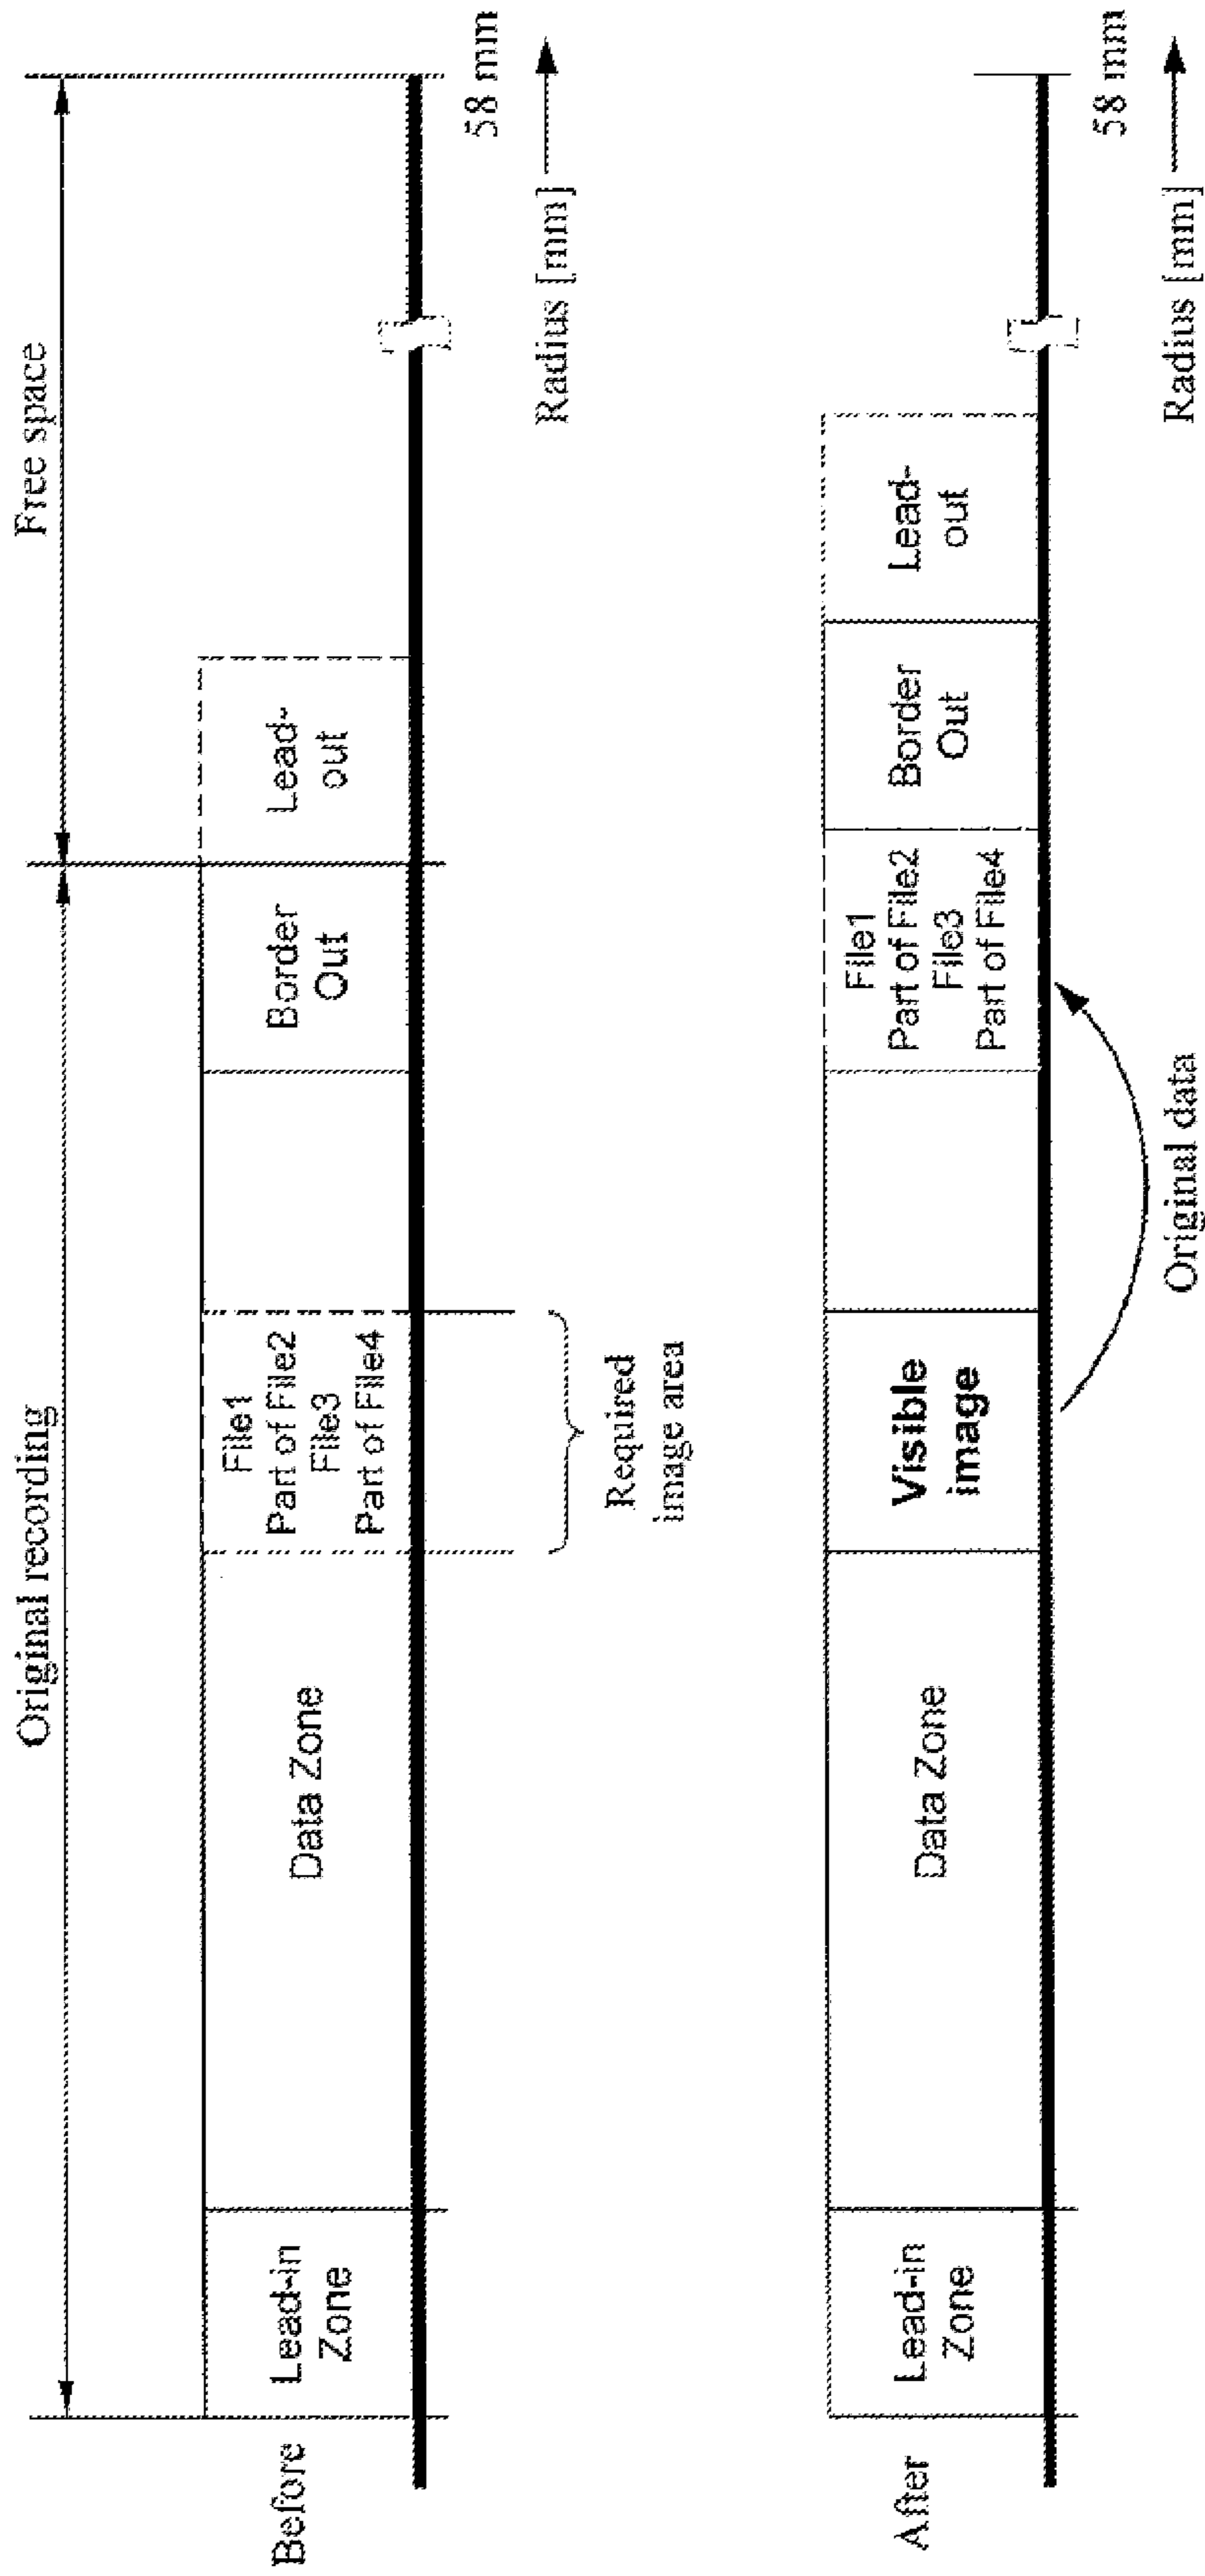 Original recording
Free space
Before
Lead-in
Zone
Data Zone
File1
Part of File2
File3
Part of File4
Border
Out
Lead-
out
58 mm
Required
image area
Radius [mm]
After
Lead-in
Zone
Data Zone
Visible
image
File1
Part of File2
File3
Part of File4
Border
Out
Lead-
out
58 mm
Original data
Radius [mm]